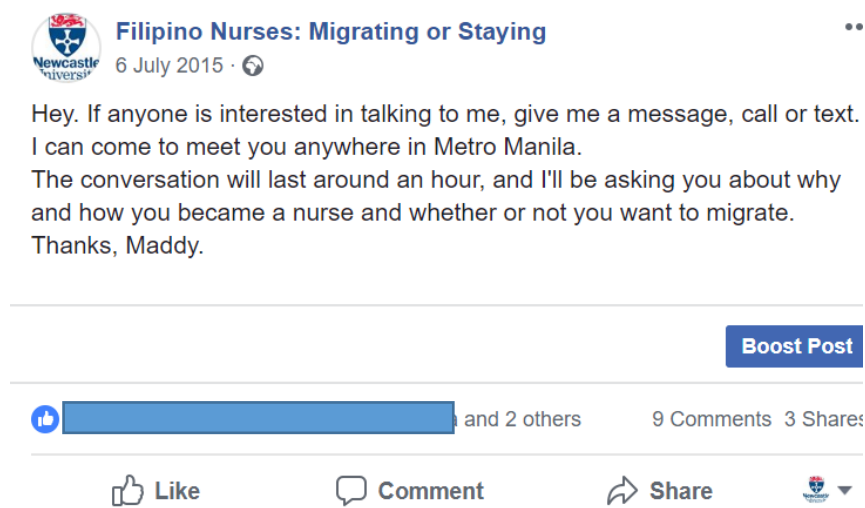 Newcastle
University
Filipino Nurses: Migrating or Staying
6 July 2015 ·
Hey. If anyone is interested in talking to me, give me a message, call or text.
I can come to meet you anywhere in Metro Manila.
The conversation will last around an hour, and I'll be asking you about why
and how you became a nurse and whether or not you want to migrate.
Thanks, Maddy.
Boost Post
and 2 others 9 Comments 3 Shares
Like Comment Share